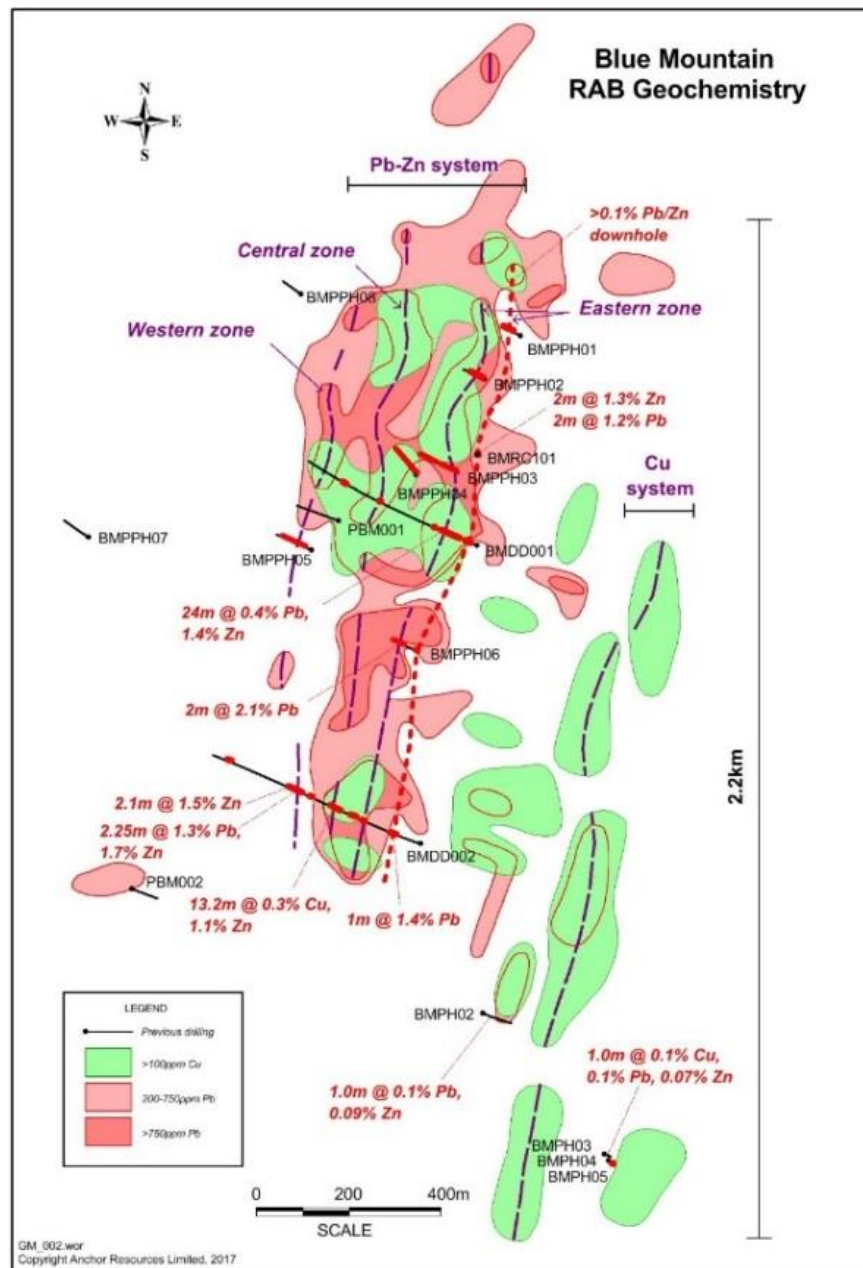 Blue Mountain
RAB Geochemistry
N
W
E
S
Pb-Zn system
>0.1% Pb/Zn
downhole
Central zone
BMPPH08
Eastern zone
Western zone
BMPPH01
BMPPH02
2m @ 1.3% Zn
2m @ 1.2% Pb
BMRC101
BMPPH03
BMPPH04
Cu
system
PBM001
BMPPH07
BMPPH05
BMDD001
24m @ 0.4% Pb,
1.4% Zn
BMPPH06
2m @ 2.1% Pb
2.2km
2.1m @ 1.5% Zn
2.25m @ 1.3% Pb,
1.7% Zn
BMDD002
PBM002
13.2m @ 0.3% Cu,
1.1% Zn
1m @ 1.4% Pb
LEGEND
Previous drilling
>100ppm Cu
200-750ppm Pb
>750ppm Pb
BMPH02
1.0m @ 0.1% Pb,
0.09% Zn
1.0m @ 0.1% Cu,
0.1% Pb, 0.07% Zn
BMPH03
BMPH04
BMPH05
0 200 400m
SCALE
GM_002.wor
Copyright Anchor Resources Limited, 2017